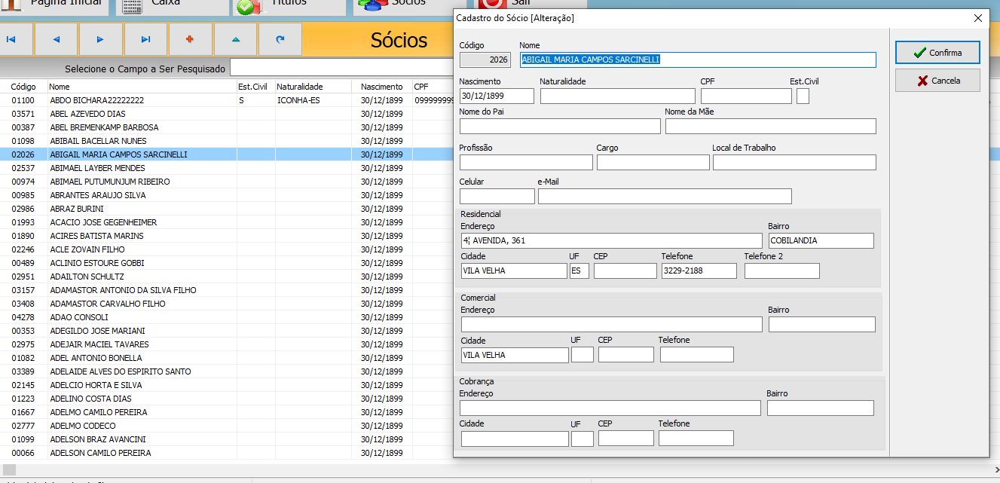 Página Inicial
Caixa
Títulos
Sócios
Sair
Sócios
Selecione o Campo a Ser Pesquisado
Código Nome Est.Civil Naturalidade Nascimento CPF
01100 ABDO BICHARA22222222 S ICONHA-ES 30/12/1899 099999999
03571 ABEL AZEVEDO DIAS 30/12/1899
00387 ABEL BREMENKAMP BARBOSA 30/12/1899
01098 ABIBAIL BACELLAR NUNES 30/12/1899
02026 ABIGAIL MARIA CAMPOS SARCINELLI 30/12/1899
02537 ABIMAEL LAYBER MENDES 30/12/1899
00974 ABIMAEL PUTUMUNJUM RIBEIRO 30/12/1899
00985 ABRANTES ARAUJO SILVA 30/12/1899
02986 ABRAZ BURINI 30/12/1899
01993 ACACIO JOSE GEGENHEIMER 30/12/1899
01890 ACIRES BATISTA MARINS 30/12/1899
02246 ACLE ZOVAIN FILHO 30/12/1899
00489 ACLINIO ESTOURE GOBBI 30/12/1899
02951 ADAILTON SCHULTZ 30/12/1899
03157 ADAMASTOR ANTONIO DA SILVA FILHO 30/12/1899
03408 ADAMASTOR CARVALHO FILHO 30/12/1899
04278 ADAO CONSOLI 30/12/1899
00353 ADEGILDO JOSE MARIANI 30/12/1899
02975 ADEJAIR MACIEL TAVARES 30/12/1899
01082 ADEL ANTONIO BONELLA 30/12/1899
03389 ADELAIDE ALVES DO ESPIRITO SANTO 30/12/1899
02145 ADELCIO HORTA E SILVA 30/12/1899
01223 ADELINO COSTA DIAS 30/12/1899
01667 ADELMO CAMILO PEREIRA 30/12/1899
02777 ADELMO CODECO 30/12/1899
01099 ADELSON BRAZ AVANCINI 30/12/1899
00066 ADELSON CAMILO PEREIRA 30/12/1899
Cadastro do Sócio [Alteração]
Código Nome
2026 ABIGAIL MARIA CAMPOS SARCINELLI
Confirma
Cancela
Nascimento Naturalidade CPF Est.Civil
30/12/1899
Nome do Pai Nome da Mãe
Profissão Cargo Local de Trabalho
Celular e-Mail
Residencial
Endereço Bairro
4¦ AVENIDA, 361 COBILANDIA
Cidade UF CEP Telefone Telefone 2
VILA VELHA ES 3229-2188
Comercial
Endereço Bairro
Cidade UF CEP Telefone
VILA VELHA
Cobrança
Endereço Bairro
Cidade UF CEP Telefone